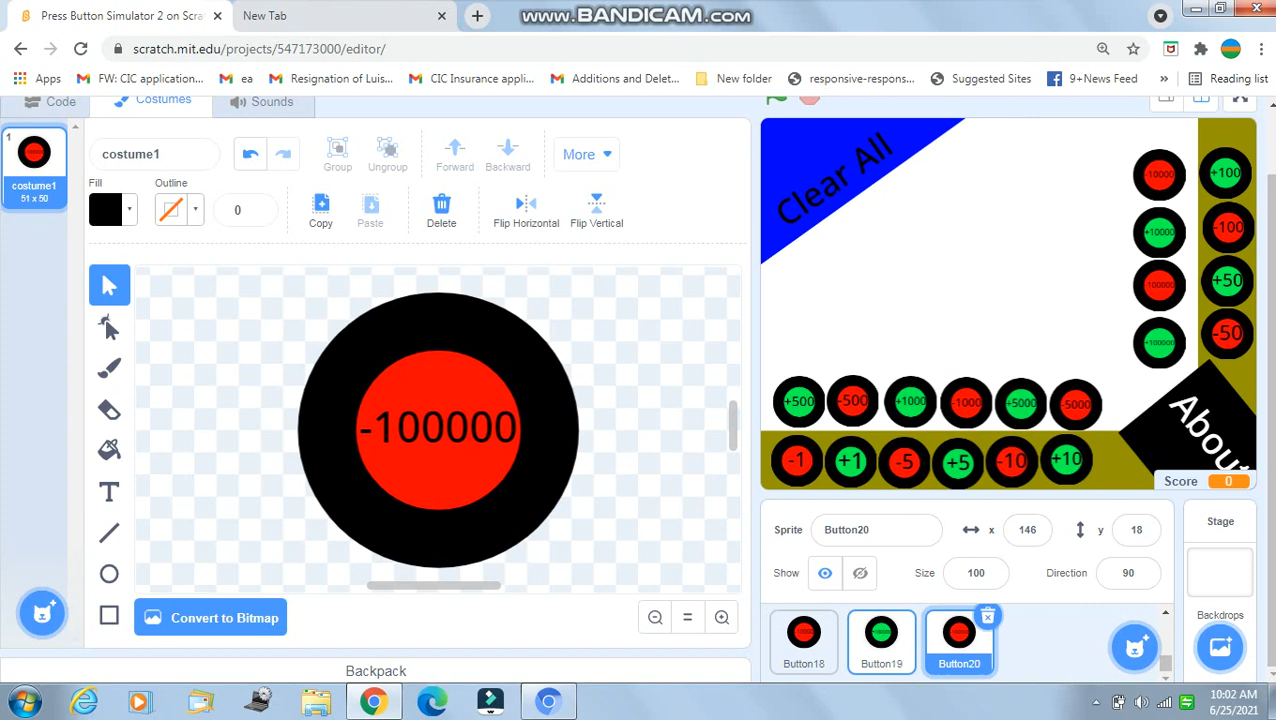 Press Button Simulator 2 on Scra
New Tab
www.BANDICAM.com
scratch.mit.edu/projects/547173000/editor/
Apps
FW: CIC application...
ea
Resignation of Luis...
CIC Insurance appli...
Additions and Delet...
New folder
responsive-respons...
Suggested Sites
9+News Feed
»
Reading list
Code
Costumes
Sounds
1
costume1
51 x 50
costume1
Group
Ungroup
Forward
Backward
More
Fill
Outline
0
Copy
Paste
Delete
Flip Horizontal
Flip Vertical
T
-100000
Convert to Bitmap
Backpack
Clear All
-10000
+100
+10000
-100
100000
+50
+100000
-50
+500
-500
+1000
-1000
+5000
-5000
About
-1
+1
-5
+5
-10
+10
Score
0
Sprite
Button20
x
146
y
18
Show
Size
100
Direction
90
Stage
Backdrops
Button18
Button19
Button20
10:02 AM
6/25/2021